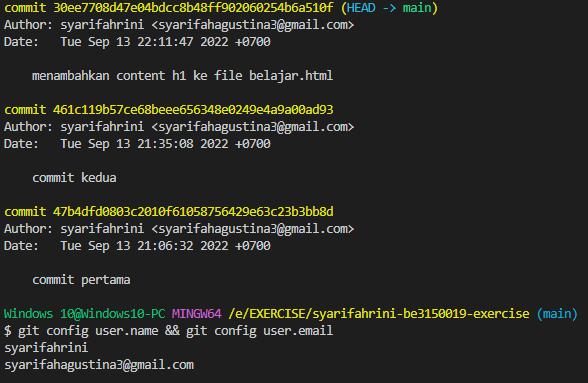 commit 30ee7708d47e04bdcc8b48ff902060254b6a510f (HEAD -> main)
Author: syarifahrini <syarifahagustina3@gmail.com>
Date:   Tue Sep 13 22:11:47 2022 +0700
    menambahkan content h1 ke file belajar.html
commit 461c119b57ce68beee656348e0249e4a9a00ad93
Author: syarifahrini <syarifahagustina3@gmail.com>
Date:   Tue Sep 13 21:35:08 2022 +0700
    commit kedua
commit 47b4dfd0803c2010f61058756429e63c23b3bb8d
Author: syarifahrini <syarifahagustina3@gmail.com>
Date:   Tue Sep 13 21:06:32 2022 +0700
    commit pertama
Windows 10@Windows10-PC MINGW64 /e/EXERCISE/syarifahrini-be3150019-exercise (main)
$ git config user.name && git config user.email
syarifahrini
syarifahagustina3@gmail.com